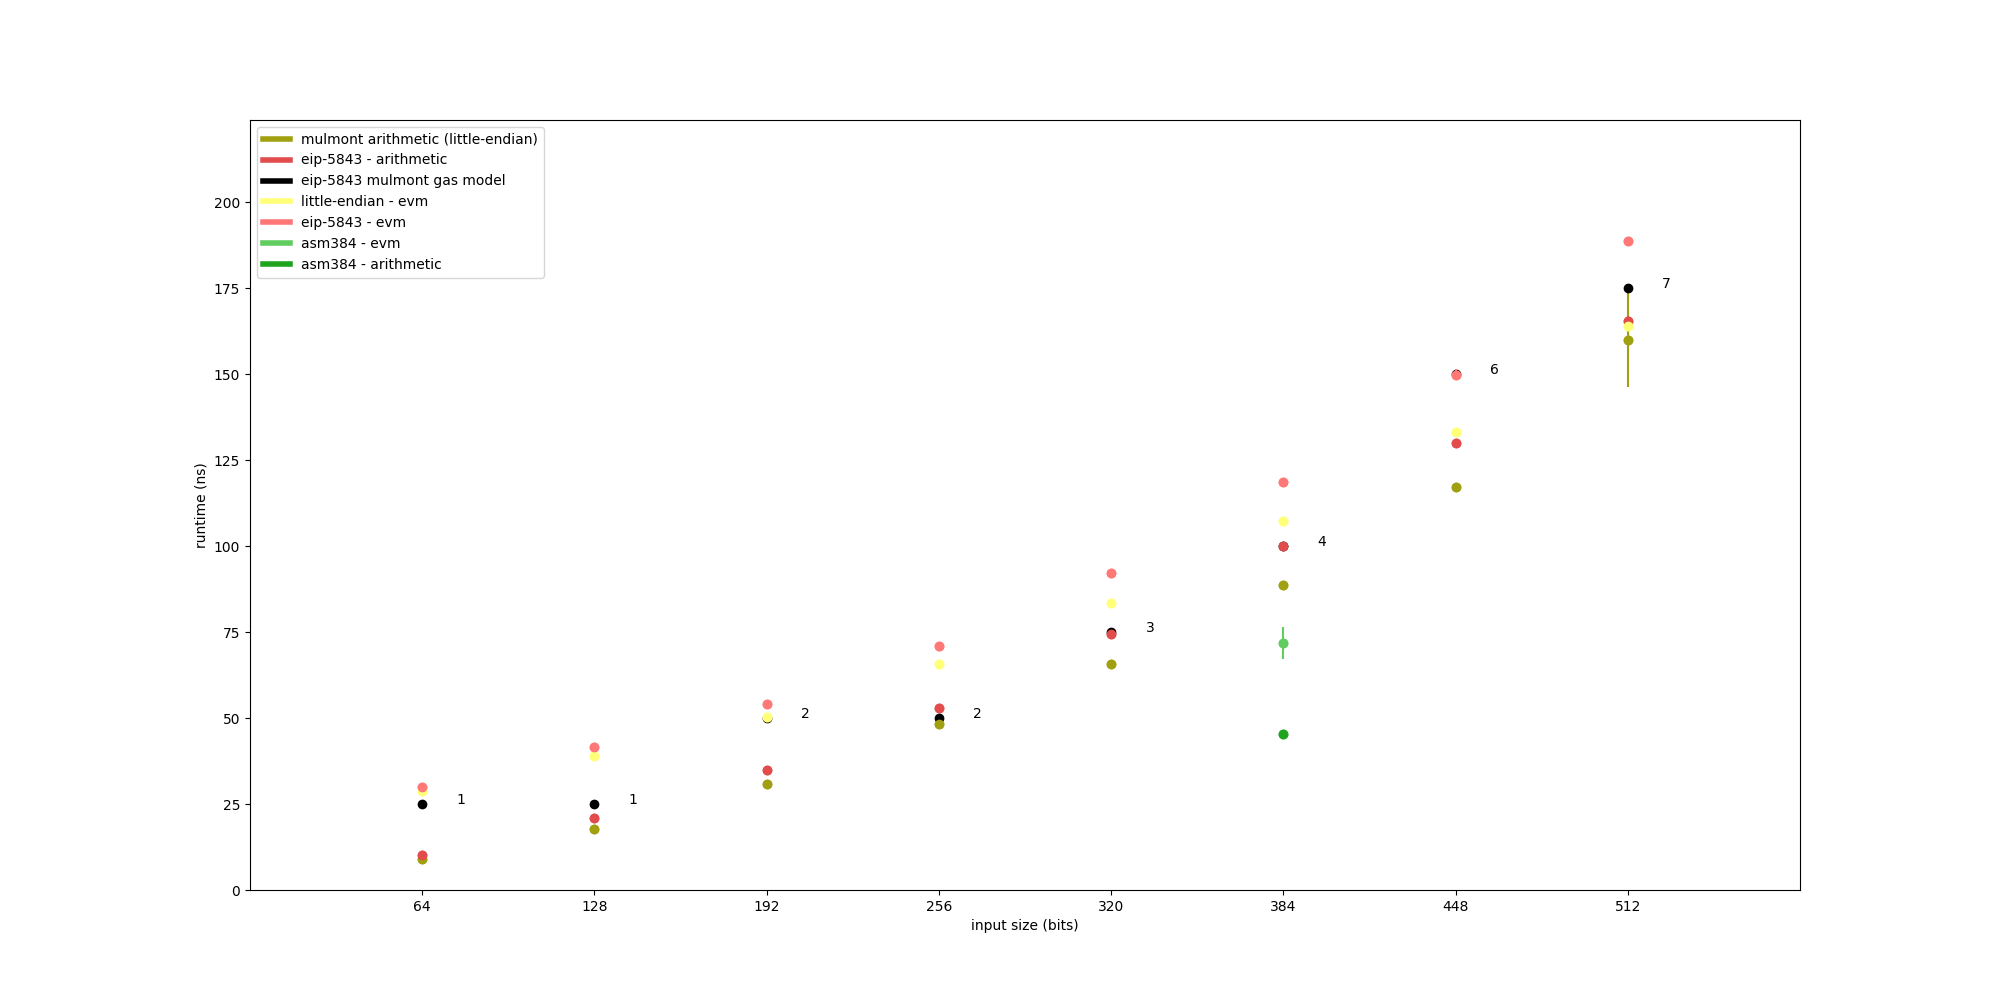 mulmont arithmetic (little-endian)
eip-5843 - arithmetic
eip-5843 mulmont gas model
little-endian - evm
eip-5843 - evm
asm384 - evm
asm384 - arithmetic
200
175
150
125
100
75
50
25
0
runtime (ns)
1
1
2
2
3
4
6
7
64
128
192
256
320
384
448
512
input size (bits)